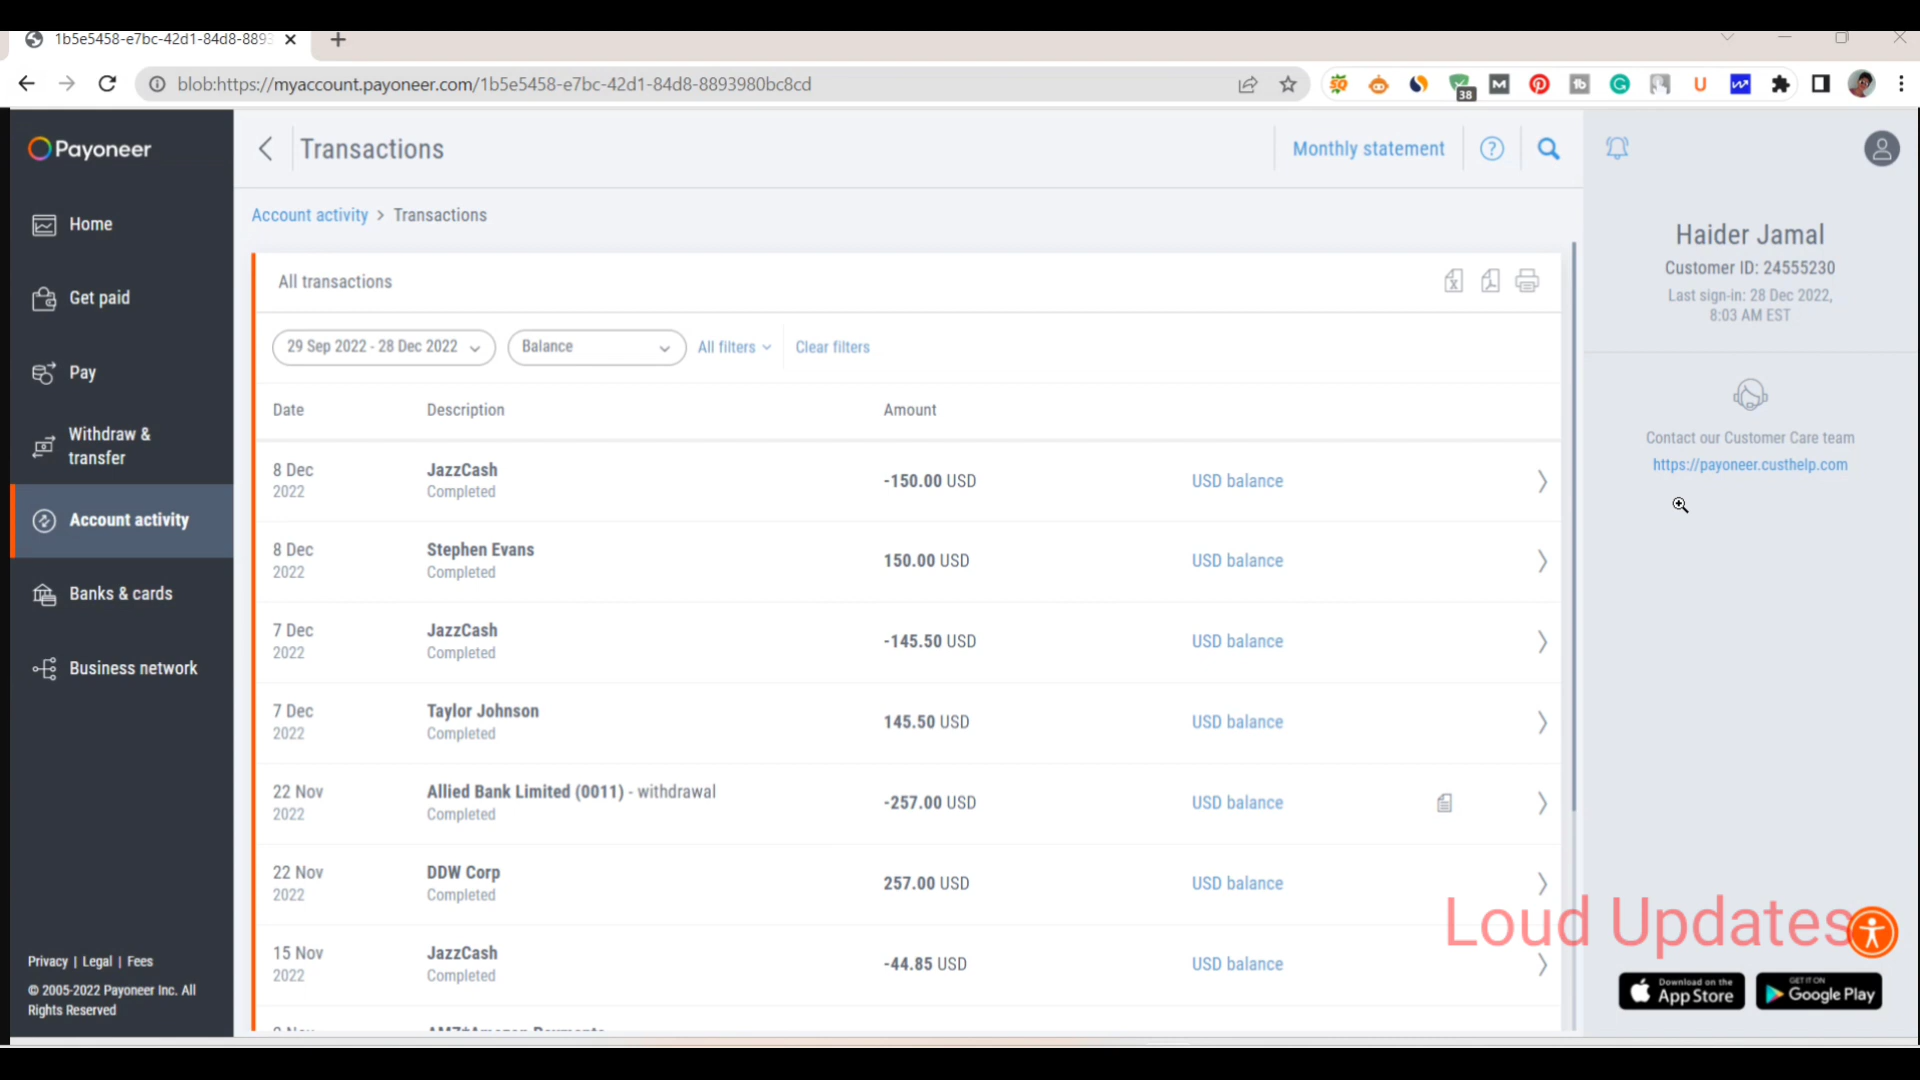 1b5e5458-e7bc-42d1-84d8-8893
blob:https://myaccount.payoneer.com/1b5e5458-e7bc-42d1-84d8-8893980bc8cd
38
Payoneer
Home
Get paid
Pay
Withdraw &
transfer
Account activity
Banks & cards
Business network
Privacy | Legal | Fees
© 2005-2022 Payoneer Inc. All
Rights Reserved
Transactions
Monthly statement
Account activity > Transactions
All transactions
29 Sep 2022 - 28 Dec 2022
Balance
All filters
Clear filters
Date Description Amount
8 Dec
2022
JazzCash
Completed
-150.00 USD
USD balance
8 Dec
2022
Stephen Evans
Completed
150.00 USD
USD balance
7 Dec
2022
JazzCash
Completed
-145.50 USD
USD balance
7 Dec
2022
Taylor Johnson
Completed
145.50 USD
USD balance
22 Nov
2022
Allied Bank Limited (0011) - withdrawal
Completed
-257.00 USD
USD balance
22 Nov
2022
DDW Corp
Completed
257.00 USD
USD balance
15 Nov
2022
JazzCash
Completed
-44.85 USD
USD balance
Haider Jamal
Customer ID: 24555230
Last sign-in: 28 Dec 2022,
8:03 AM EST
Contact our Customer Care team
https://payoneer.custhelp.com
Loud Updates
Download on the
App Store
GET IT ON
Google Play